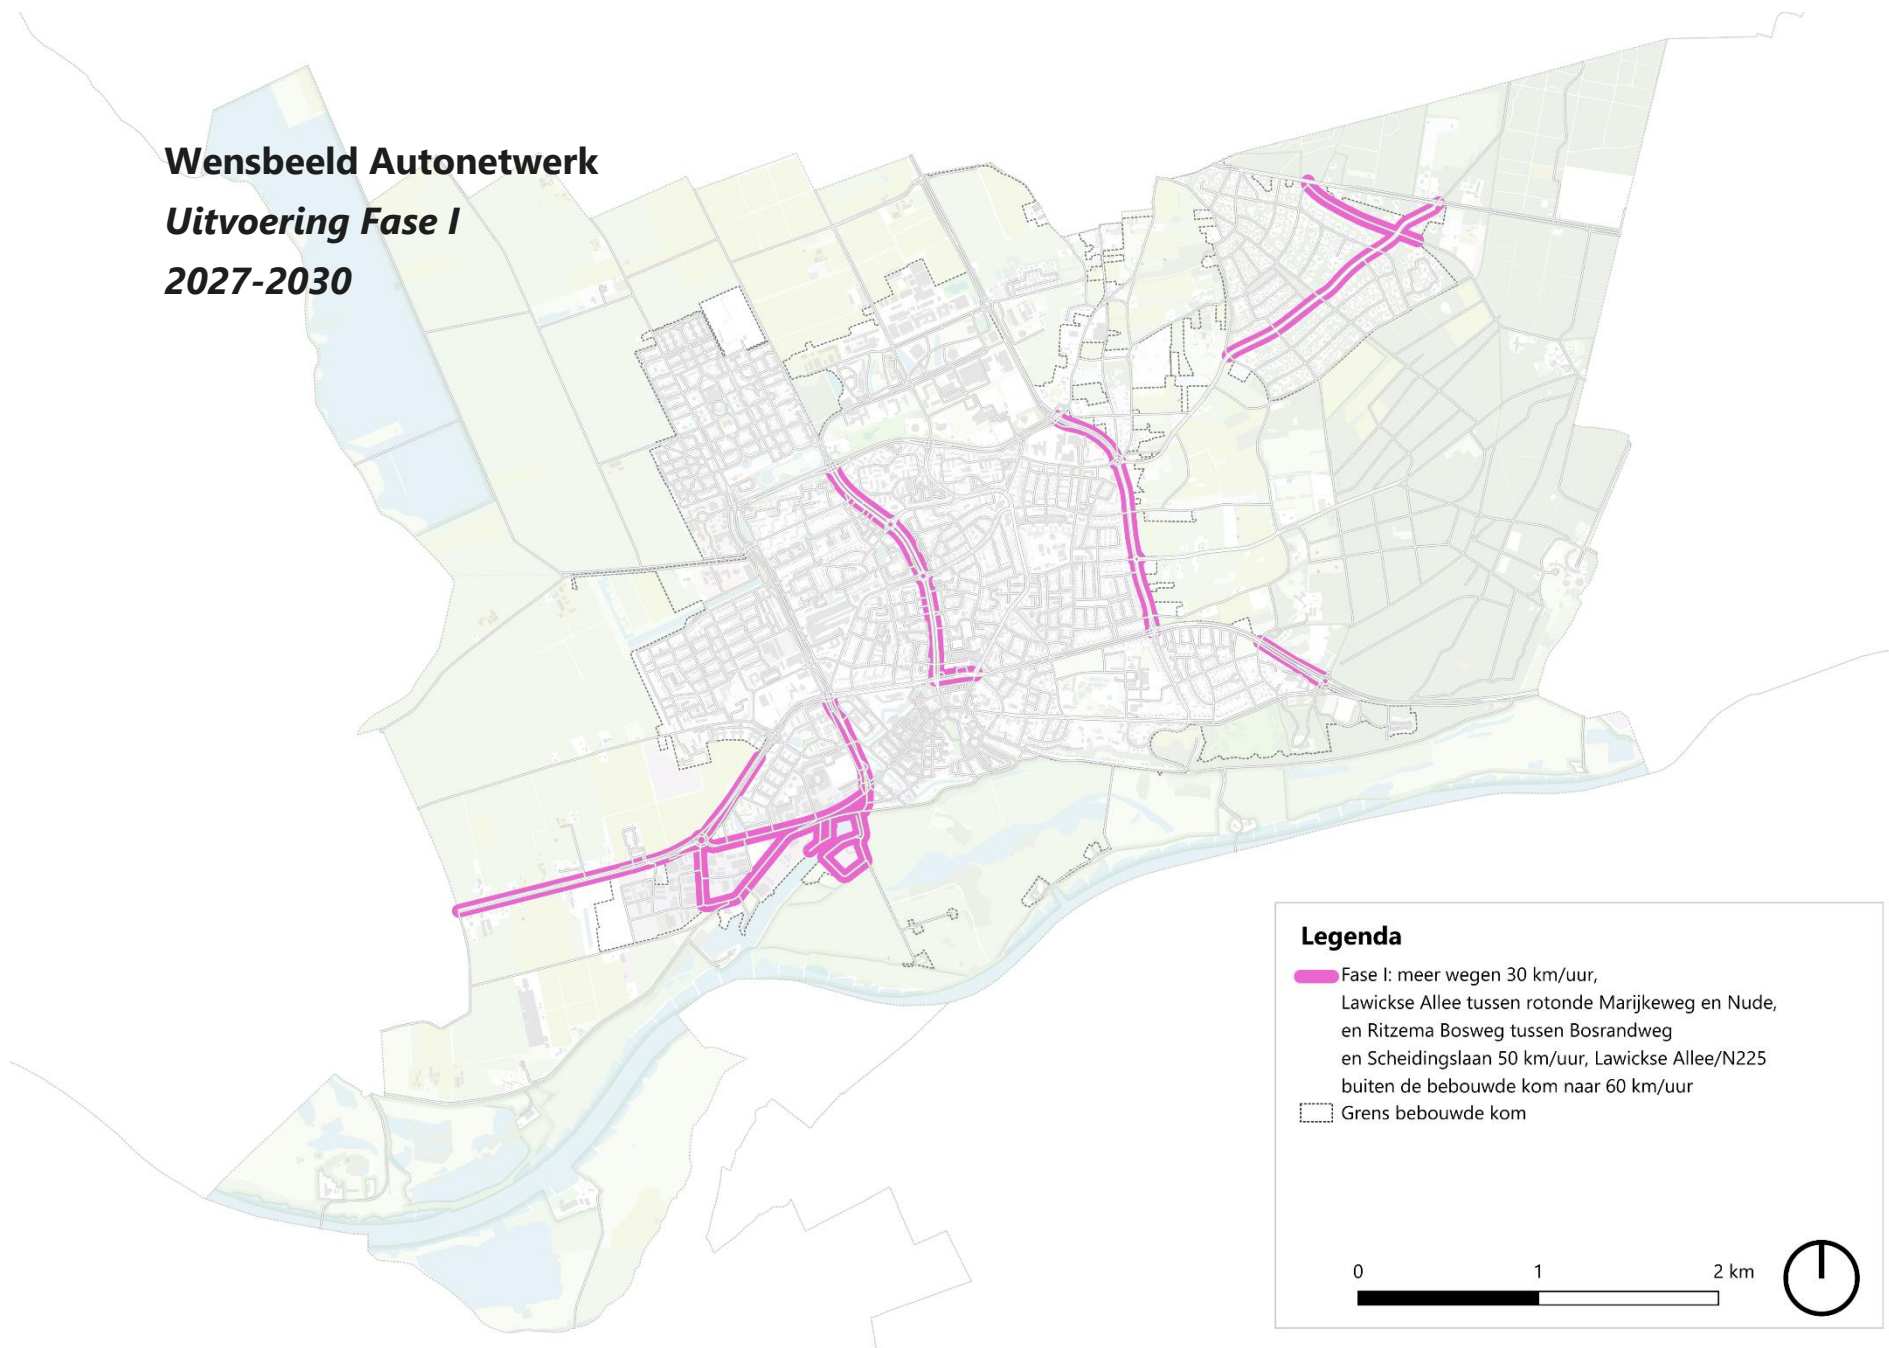 Wensbeeld Autonetwerk
Uitvoering Fase I
2027-2030
Legenda
Fase I: meer wegen 30 km/uur,
Lawickse Allee tussen rotonde Marijkeweg en Nude,
en Ritzema Bosweg tussen Bosrandweg
en Scheidingslaan 50 km/uur, Lawickse Allee/N225
buiten de bebouwde kom naar 60 km/uur
Grens bebouwde kom
0 1 2 km